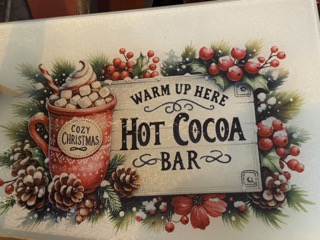 COZY
CHRISTMAS
WARM UP HERE
HOT COCOA
BAR